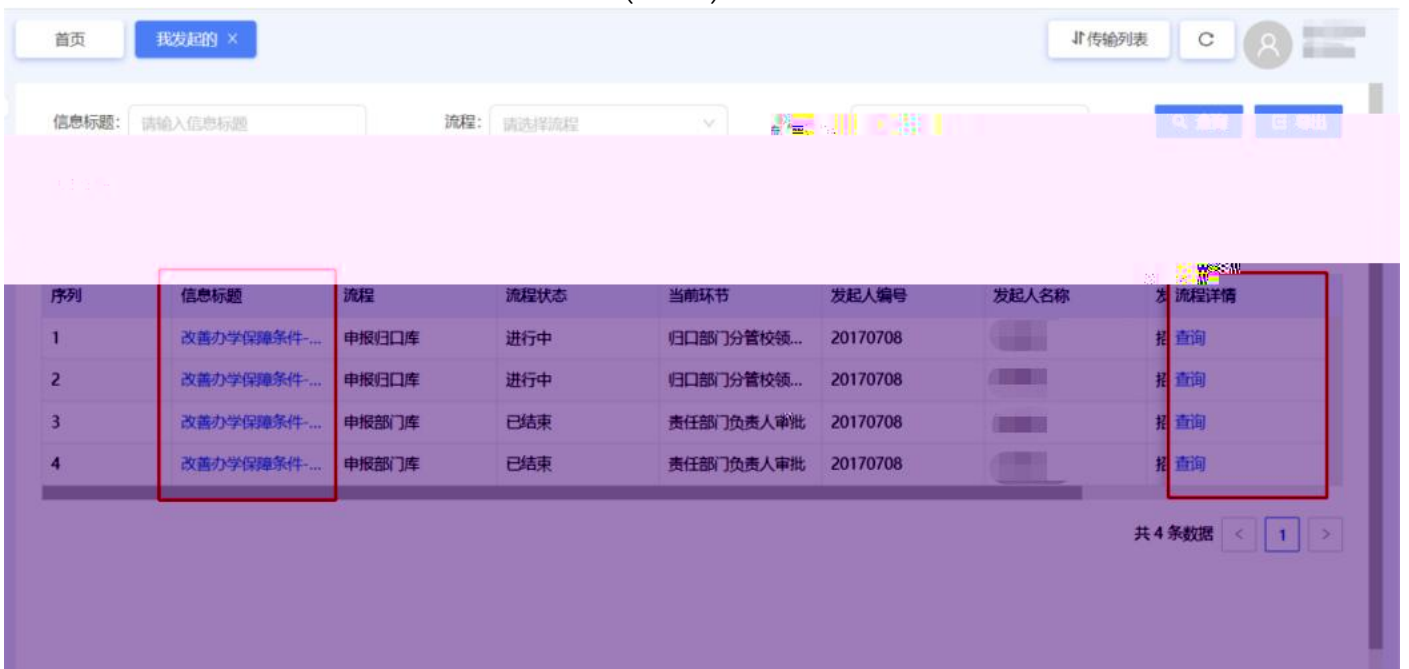 首页 我发起的 × 传输列表
信息标题: 请输入信息标题 流程: 请选择流程 查询 导出
序列 信息标题 流程 流程状态 当前环节 发起人编号 发起人名称 发 流程详情
1 改善办学保障条件-... 申报归口库 进行中 归口部门分管校领... 20170708 招 查询
2 改善办学保障条件-... 申报归口库 进行中 归口部门分管校领... 20170708 招 查询
3 改善办学保障条件-... 申报部门库 已结束 责任部门负责人审批 20170708 招 查询
4 改善办学保障条件-... 申报部门库 已结束 责任部门负责人审批 20170708 招 查询
共 4 条数据 < 1 >